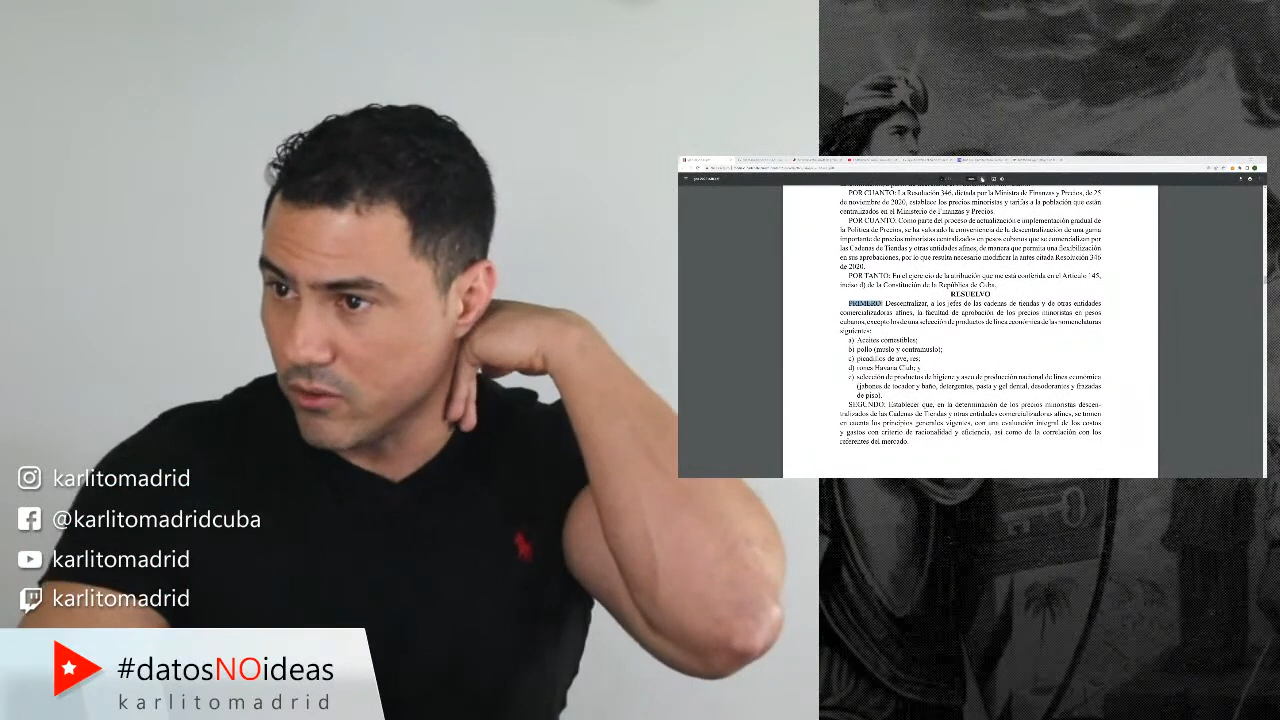 POR CUANTO: La Resolución 346, dictada por la Ministra de Finanzas y Precios, de 25
de noviembre de 2020, establece los precios minoristas y tarifas a la población que están
centralizados en el Ministerio de Finanzas y Precios.
POR CUANTO: Como parte del proceso de actualización e implementación gradual de
la Política de Precios, se ha valorado la conveniencia de la descentralización de una gama
importante de precios minoristas centralizados en pesos cubanos que se comercializan por
las Cadenas de Tiendas y otras entidades afines, de manera que permita una flexibilización
en sus aprobaciones, por lo que resulta necesario modificar la antes citada Resolución 346
de 2020.
POR TANTO: En el ejercicio de la atribución que me está conferida en el Artículo 145,
inciso d) de la Constitución de la República de Cuba.
RESUELVO
PRIMERO: Descentralizar, a los jefes de las cadenas de tiendas y de otras entidades
comercializadoras afines, la facultad de aprobación de los precios minoristas en pesos
cubanos, excepto los de una selección de productos de línea económica de las nomenclaturas
siguientes:
a) Aceites comestibles;
b) pollo (muslo y contramuslo);
c) picadillos de ave, res;
d) rones Havana Club; y
e) selección de productos de higiene y aseo de producción nacional de línea económica
(jabones de tocador y baño, detergentes, pasta y gel dental, desodorantes y frazadas
de piso).
SEGUNDO: Establecer que, en la determinación de los precios minoristas descen-
tralizados de las Cadenas de Tiendas y otras entidades comercializadoras afines, se tomen
en cuenta los principios generales vigentes, con una evaluación integral de los costos
y gastos con criterio de racionalidad y eficiencia, así como de la correlación con los
referentes del mercado.
karlitomadrid
@karlitomadridcuba
karlitomadrid
karlitomadrid
#datosNOideas
karlitomadrid